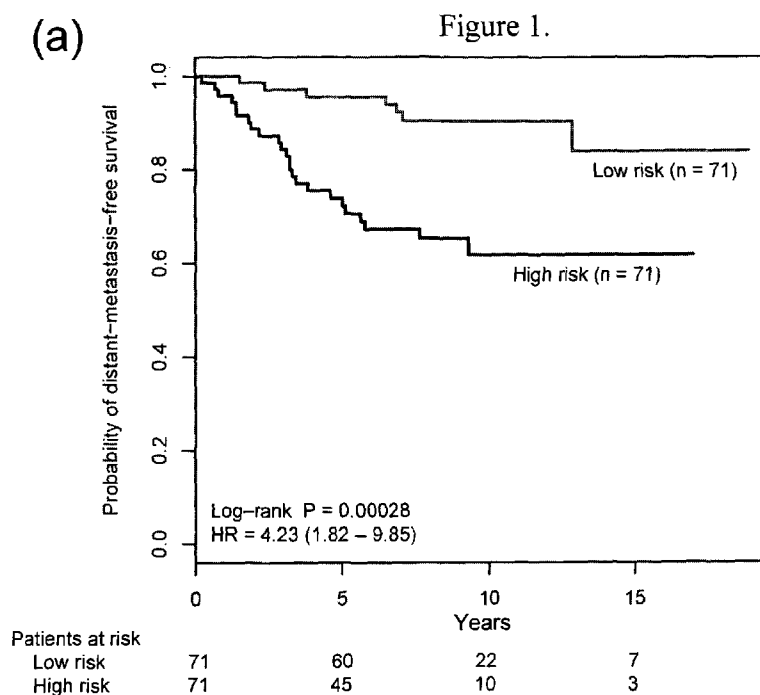 Figure 1.
(a)
Probability of distant-metastasis-free survival
1.0
0.8
0.6
0.4
0.2
0.0
Low risk (n = 71)
High risk (n = 71)
Log-rank P = 0.00028
HR = 4.23 (1.82 – 9.85)
0 5 10 15
Years
Patients at risk
Low risk 71 60 22 7
High risk 71 45 10 3